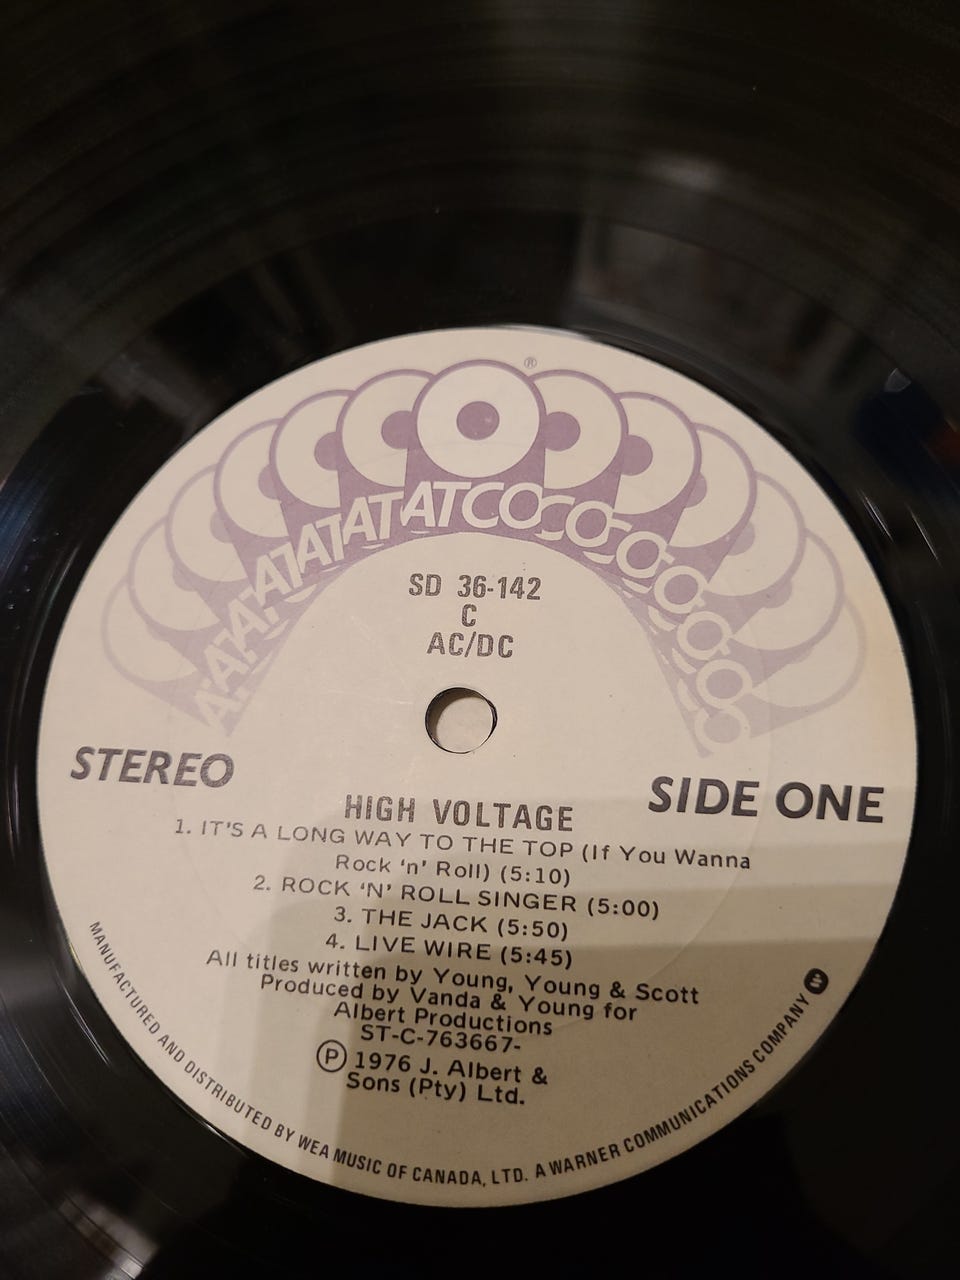 ®
ATATATATATATCOCOCOCOCOCO
SD 36-142
C
AC/DC
STEREO
SIDE ONE
HIGH VOLTAGE
1. IT'S A LONG WAY TO THE TOP (If You Wanna
Rock 'n' Roll) (5:10)
2. ROCK 'N' ROLL SINGER (5:00)
3. THE JACK (5:50)
4. LIVE WIRE (5:45)
All titles written by Young, Young & Scott
Produced by Vanda & Young for
Albert Productions
ST-C-763667-
Ⓟ 1976 J. Albert &
Sons (Pty) Ltd.
MANUFACTURED AND DISTRIBUTED BY WEA MUSIC OF CANADA, LTD. A WARNER COMMUNICATIONS COMPANY